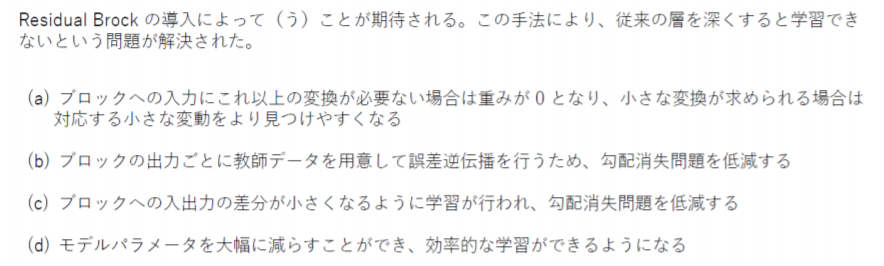 Residual Brock の導入によって（う）ことが期待される。この手法により、従来の層を深くすると学習でき
ないという問題が解決された。
(a) ブロックへの入力にこれ以上の変換が必要ない場合は重みが 0 となり、小さな変換が求められる場合は
対応する小さな変動をより見つけやすくなる
(b) ブロックの出力ごとに教師データを用意して誤差逆伝播を行うため、勾配消失問題を低減する
(c) ブロックへの入出力の差分が小さくなるように学習が行われ、勾配消失問題を低減する
(d) モデルパラメータを大幅に減らすことができ、効率的な学習ができるようになる